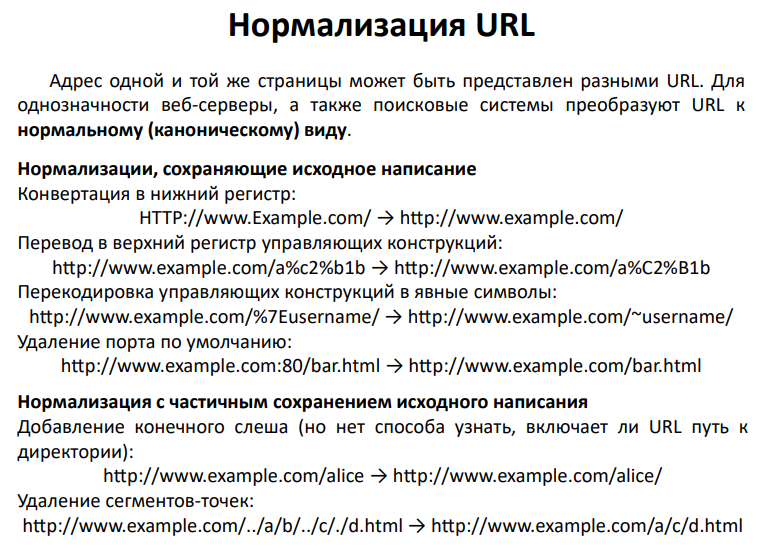 Нормализация URL
Адрес одной и той же страницы может быть представлен разными URL. Для
однозначности веб-серверы, а также поисковые системы преобразуют URL к
нормальному (каноническому) виду.
Нормализации, сохраняющие исходное написание
Конвертация в нижний регистр:
HTTP://www.Example.com/ → http://www.example.com/
Перевод в верхний регистр управляющих конструкций:
http://www.example.com/a%c2%b1b → http://www.example.com/a%C2%B1b
Перекодировка управляющих конструкций в явные символы:
http://www.example.com/%7Eusername/ → http://www.example.com/~username/
Удаление порта по умолчанию:
http://www.example.com:80/bar.html → http://www.example.com/bar.html
Нормализация с частичным сохранением исходного написания
Добавление конечного слеша (но нет способа узнать, включает ли URL путь к
директории):
http://www.example.com/alice → http://www.example.com/alice/
Удаление сегментов-точек:
http://www.example.com/../a/b/../c/./d.html → http://www.example.com/a/c/d.html